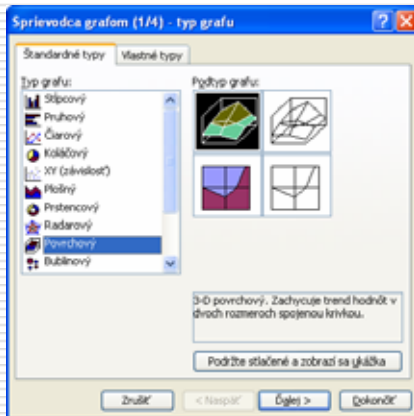 Sprievodca grafom (1/4) - typ grafu
Štandardné typy
Vlastné typy
Typ grafu:
Stĺpcový
Pruhový
Čiarový
Koláčový
XY (závislosť)
Plošný
Prstencový
Radarový
Povrchový
Bublinový
Podtyp grafu:
3-D povrchový. Zachycuje trend hodnôt v
dvoch rozmeroch spojenou krivkou.
Podržte stlačené a zobrazí sa ukážka
Zrušiť
< Naspäť
Ďalej >
Dokončiť